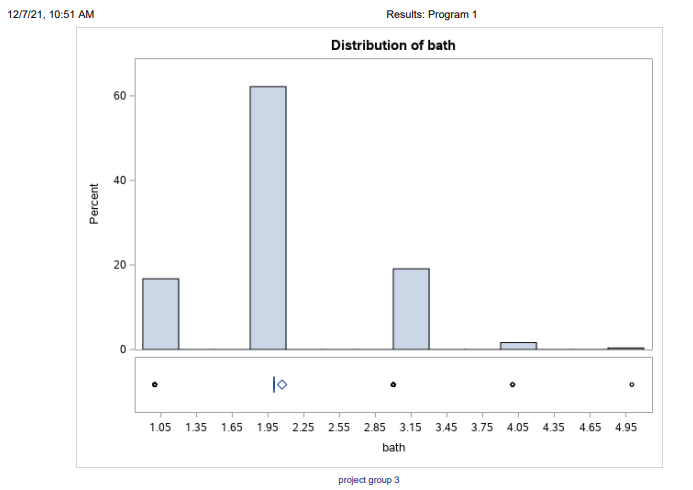 12/7/21, 10:51 AM Results: Program 1
Distribution of bath
60
40
20
0
Percent
1.05 1.35 1.65 1.95 2.25 2.55 2.85 3.15 3.45 3.75 4.05 4.35 4.65 4.95
bath
project group 3